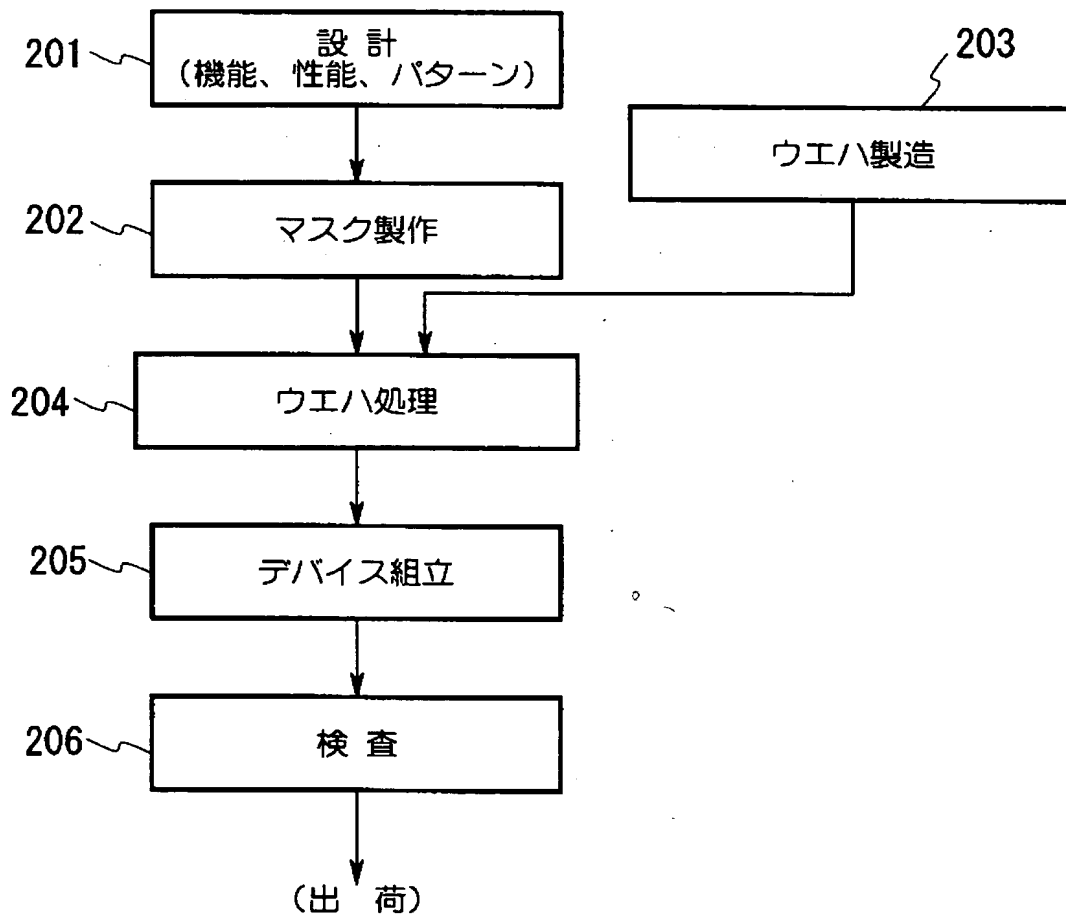 201
設 計
(機能、性能、パターン)
203
ウエハ製造
202
マスク製作
204
ウエハ処理
205
デバイス組立
206
検 査
(出 荷)